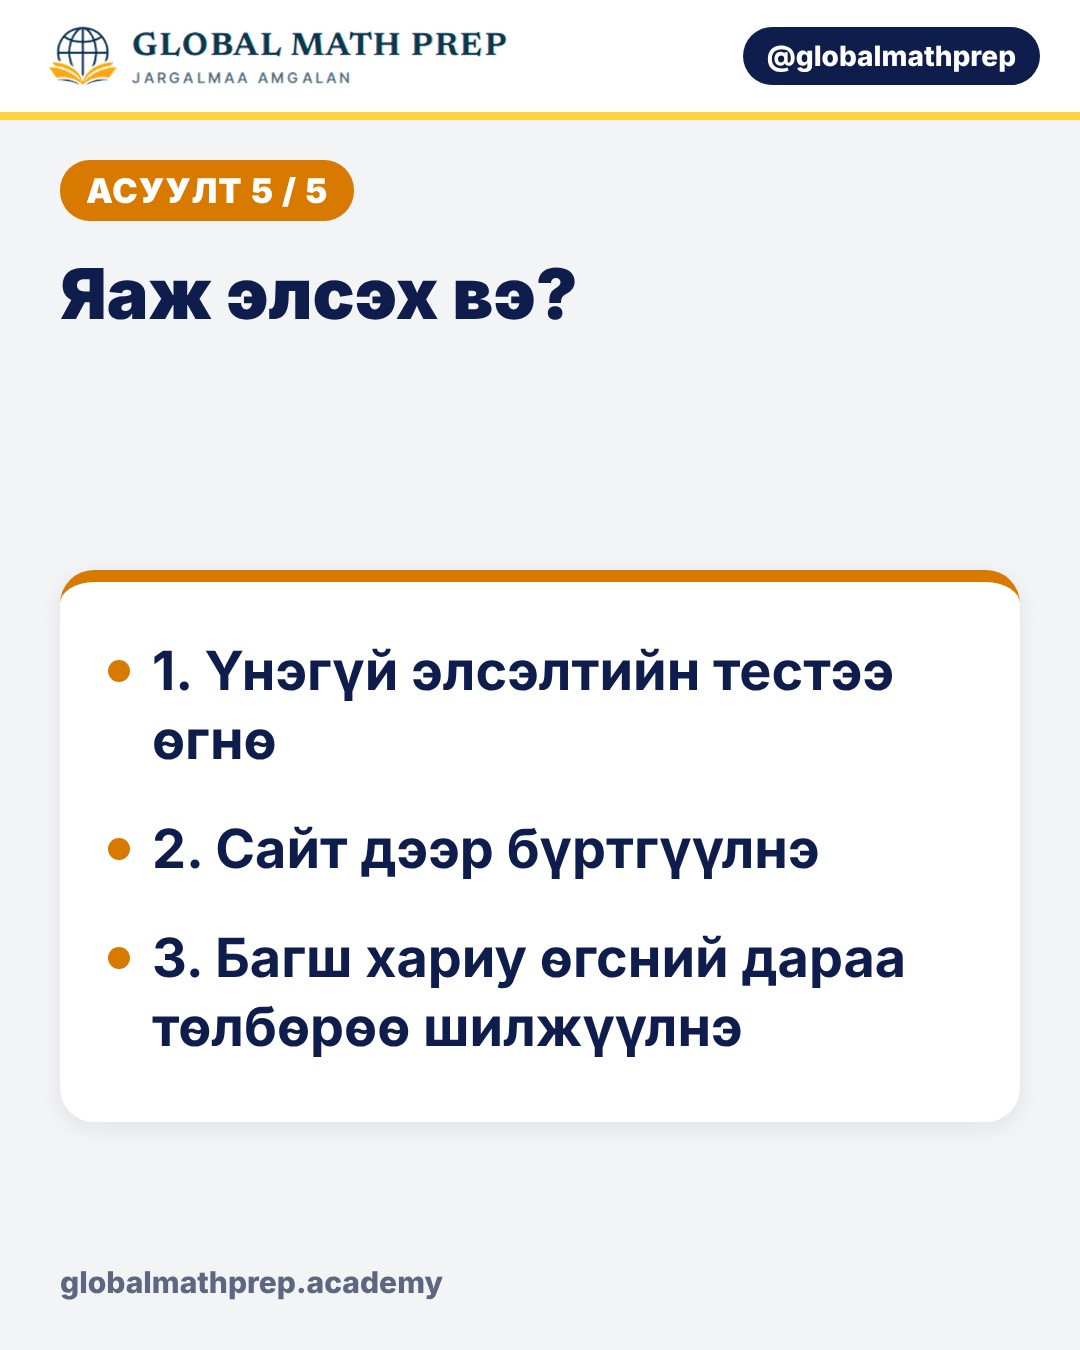 GLOBAL MATH PREP
JARGALMAA AMGALAN
@globalmathprep
АСУУЛТ 5 / 5
Яаж элсэх вэ?
1. Үнэгүй элсэлтийн тестээ
өгнө
2. Сайт дээр бүртгүүлнэ
3. Багш хариу өгсний дараа
төлбөрөө шилжүүлнэ
globalmathprep.academy